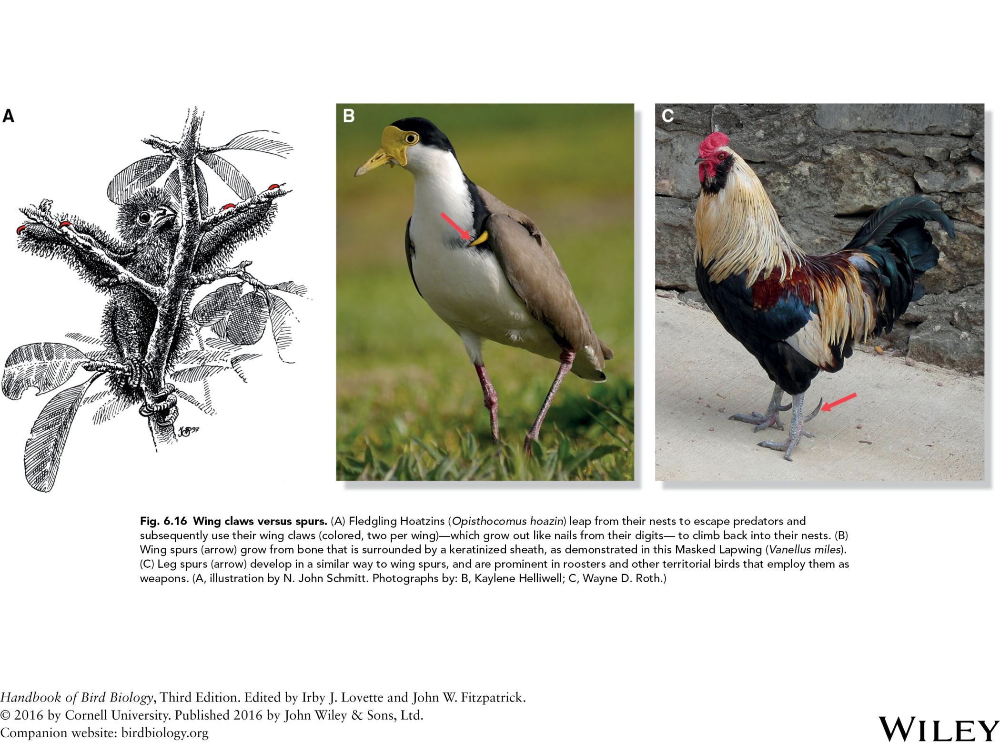 A
B
C
JSP97
Fig. 6.16 Wing claws versus spurs. (A) Fledgling Hoatzins (Opisthocomus hoazin) leap from their nests to escape predators and
subsequently use their wing claws (colored, two per wing)—which grow out like nails from their digits— to climb back into their nests. (B)
Wing spurs (arrow) grow from bone that is surrounded by a keratinized sheath, as demonstrated in this Masked Lapwing (Vanellus miles).
(C) Leg spurs (arrow) develop in a similar way to wing spurs, and are prominent in roosters and other territorial birds that employ them as
weapons. (A, illustration by N. John Schmitt. Photographs by: B, Kaylene Helliwell; C, Wayne D. Roth.)
Handbook of Bird Biology, Third Edition. Edited by Irby J. Lovette and John W. Fitzpatrick.
© 2016 by Cornell University. Published 2016 by John Wiley & Sons, Ltd.
Companion website: birdbiology.org
WILEY